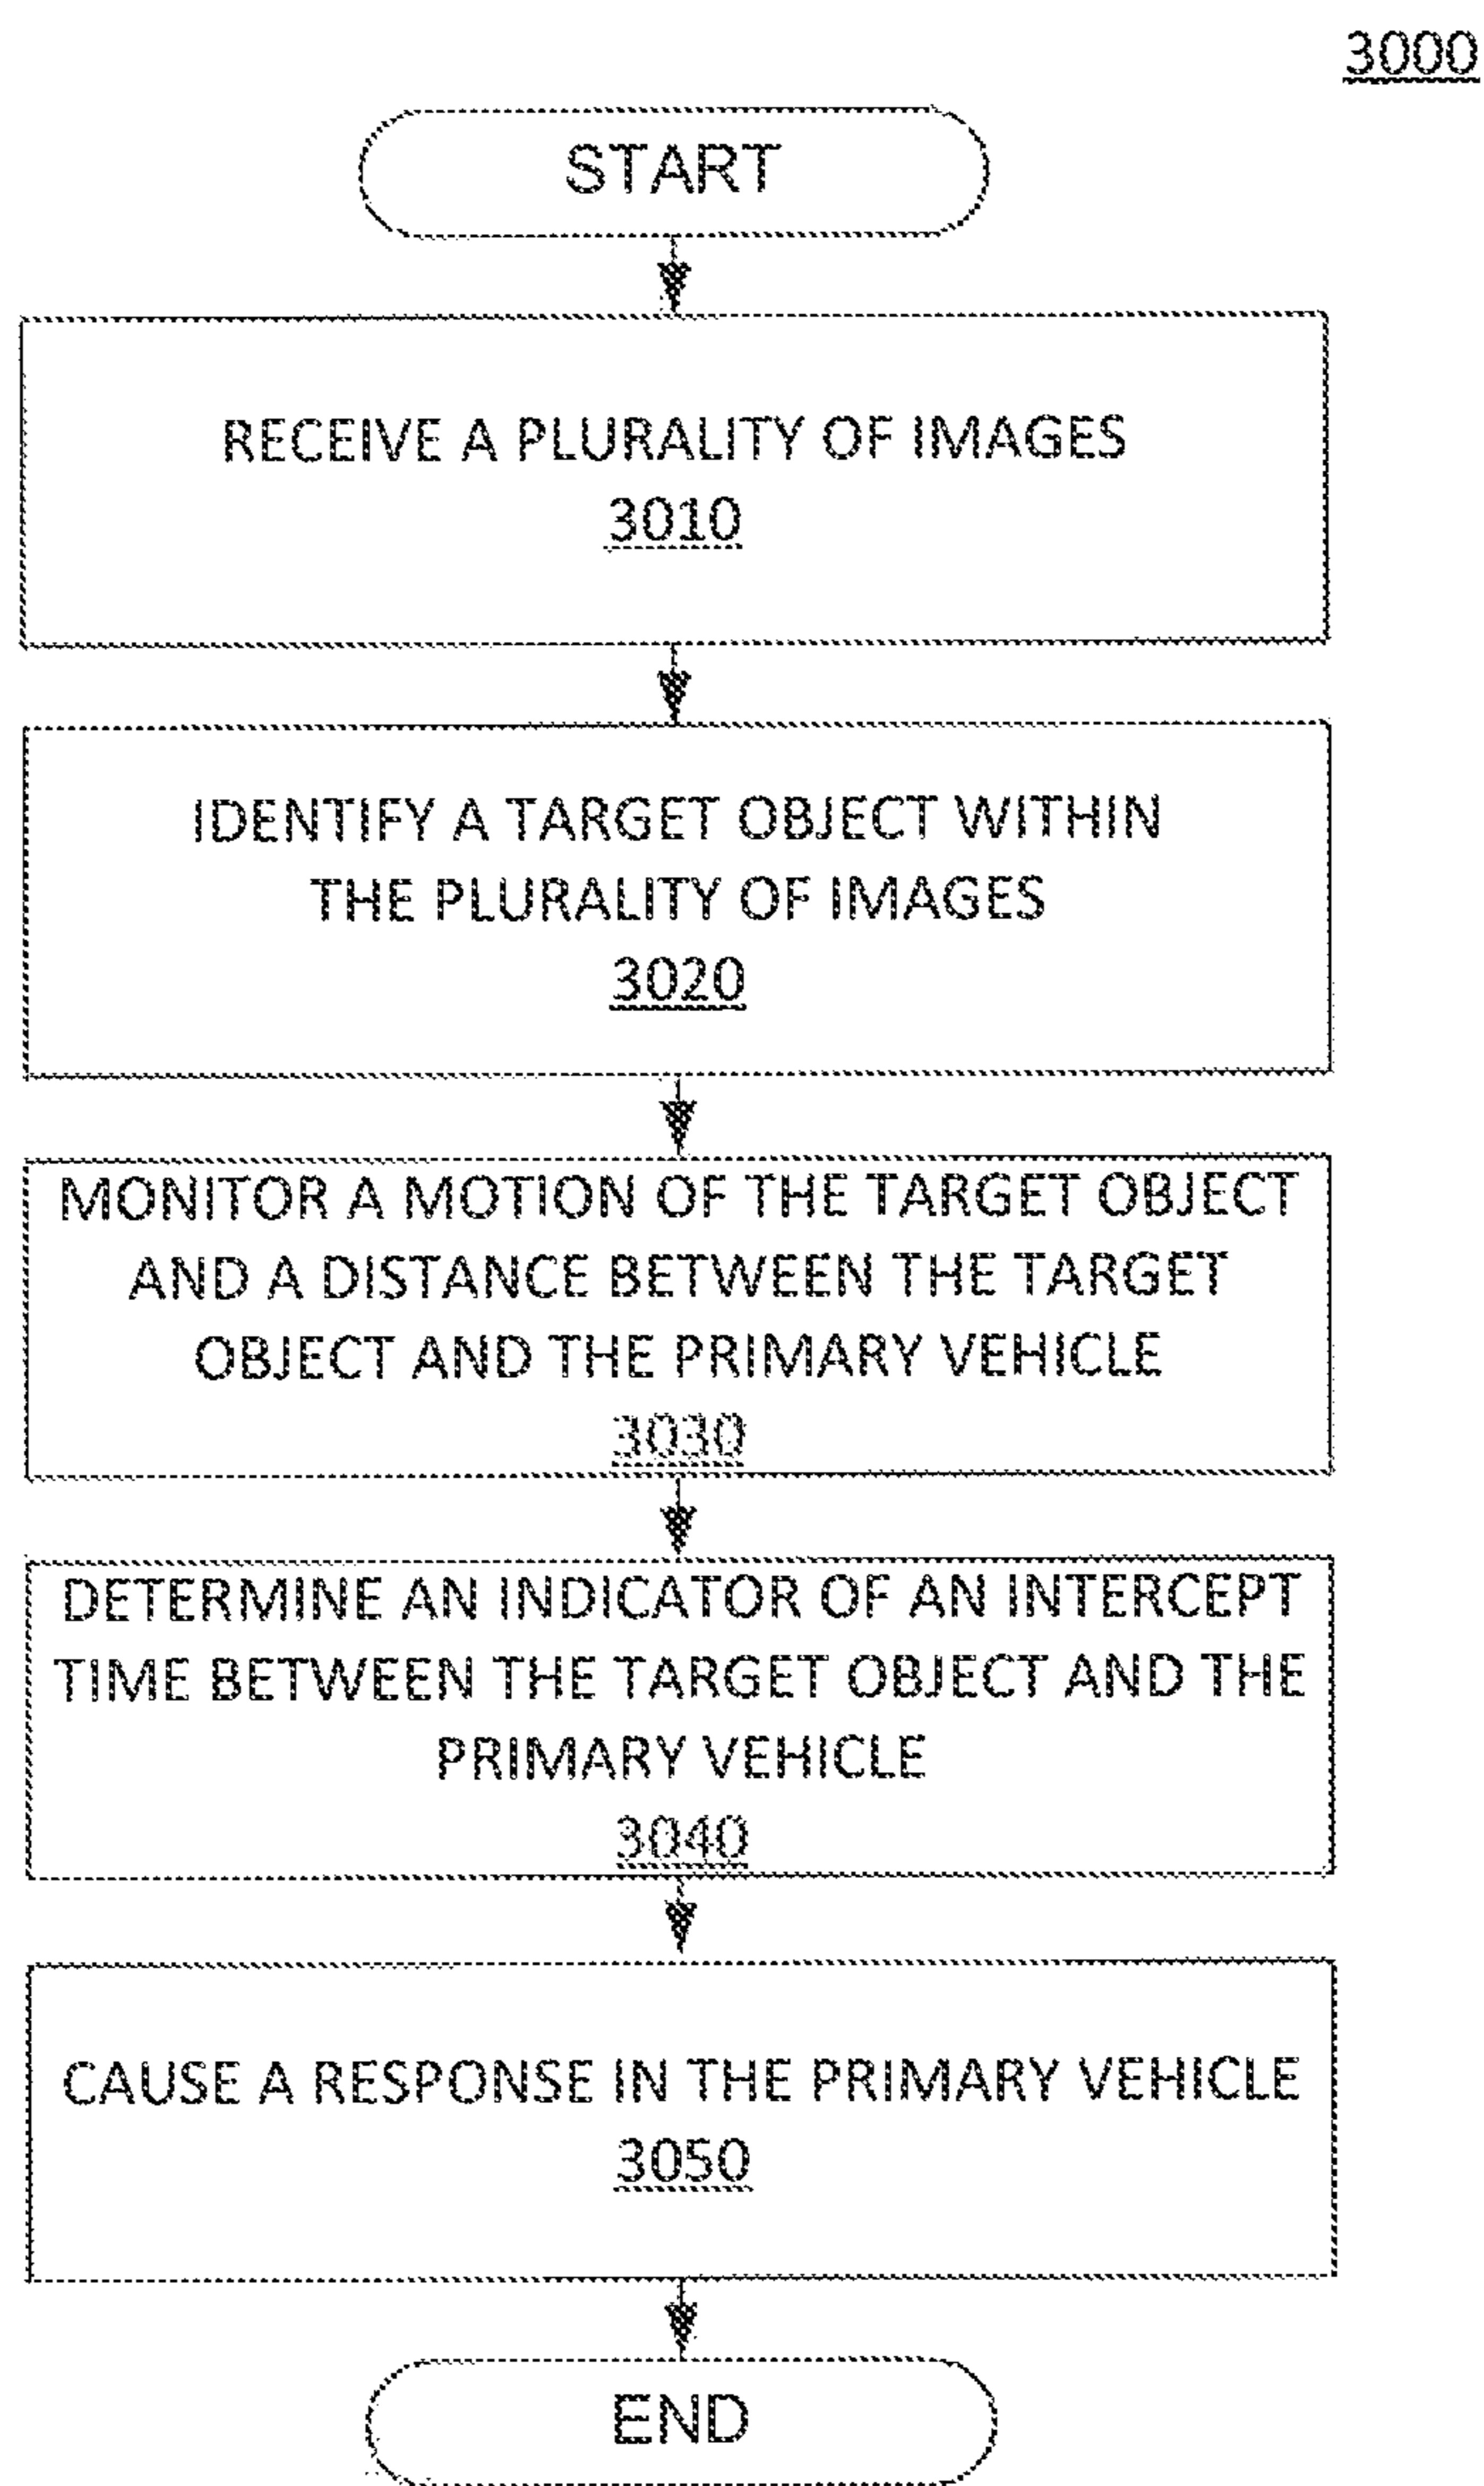 3000
START
RECEIVE A PLURALITY OF IMAGES
3010
IDENTIFY A TARGET OBJECT WITHIN
THE PLURALITY OF IMAGES
3020
MONITOR A MOTION OF THE TARGET OBJECT
AND A DISTANCE BETWEEN THE TARGET
OBJECT AND THE PRIMARY VEHICLE
3030
DETERMINE AN INDICATOR OF AN INTERCEPT
TIME BETWEEN THE TARGET OBJECT AND THE
PRIMARY VEHICLE
3040
CAUSE A RESPONSE IN THE PRIMARY VEHICLE
3050
END